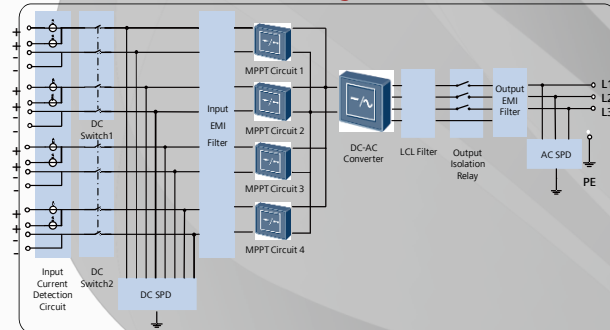 +
+
-
-
+
+
-
-
+
+
-
-
+
+
-
-
DC
Switch1
Input
EMI
Filter
MPPT Circuit 1
MPPT Circuit 2
MPPT Circuit 3
MPPT Circuit 4
DC-AC
Converter
LCL Filter
Output
Isolation
Relay
Output
EMI
Filter
L1
L2
L3
AC SPD
PE
Input
Current
Detection
Circuit
DC
Switch2
DC SPD